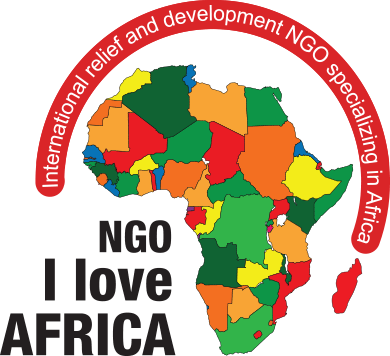 International relief and development NGO specializing in Africa
NGO
I love
AFRICA